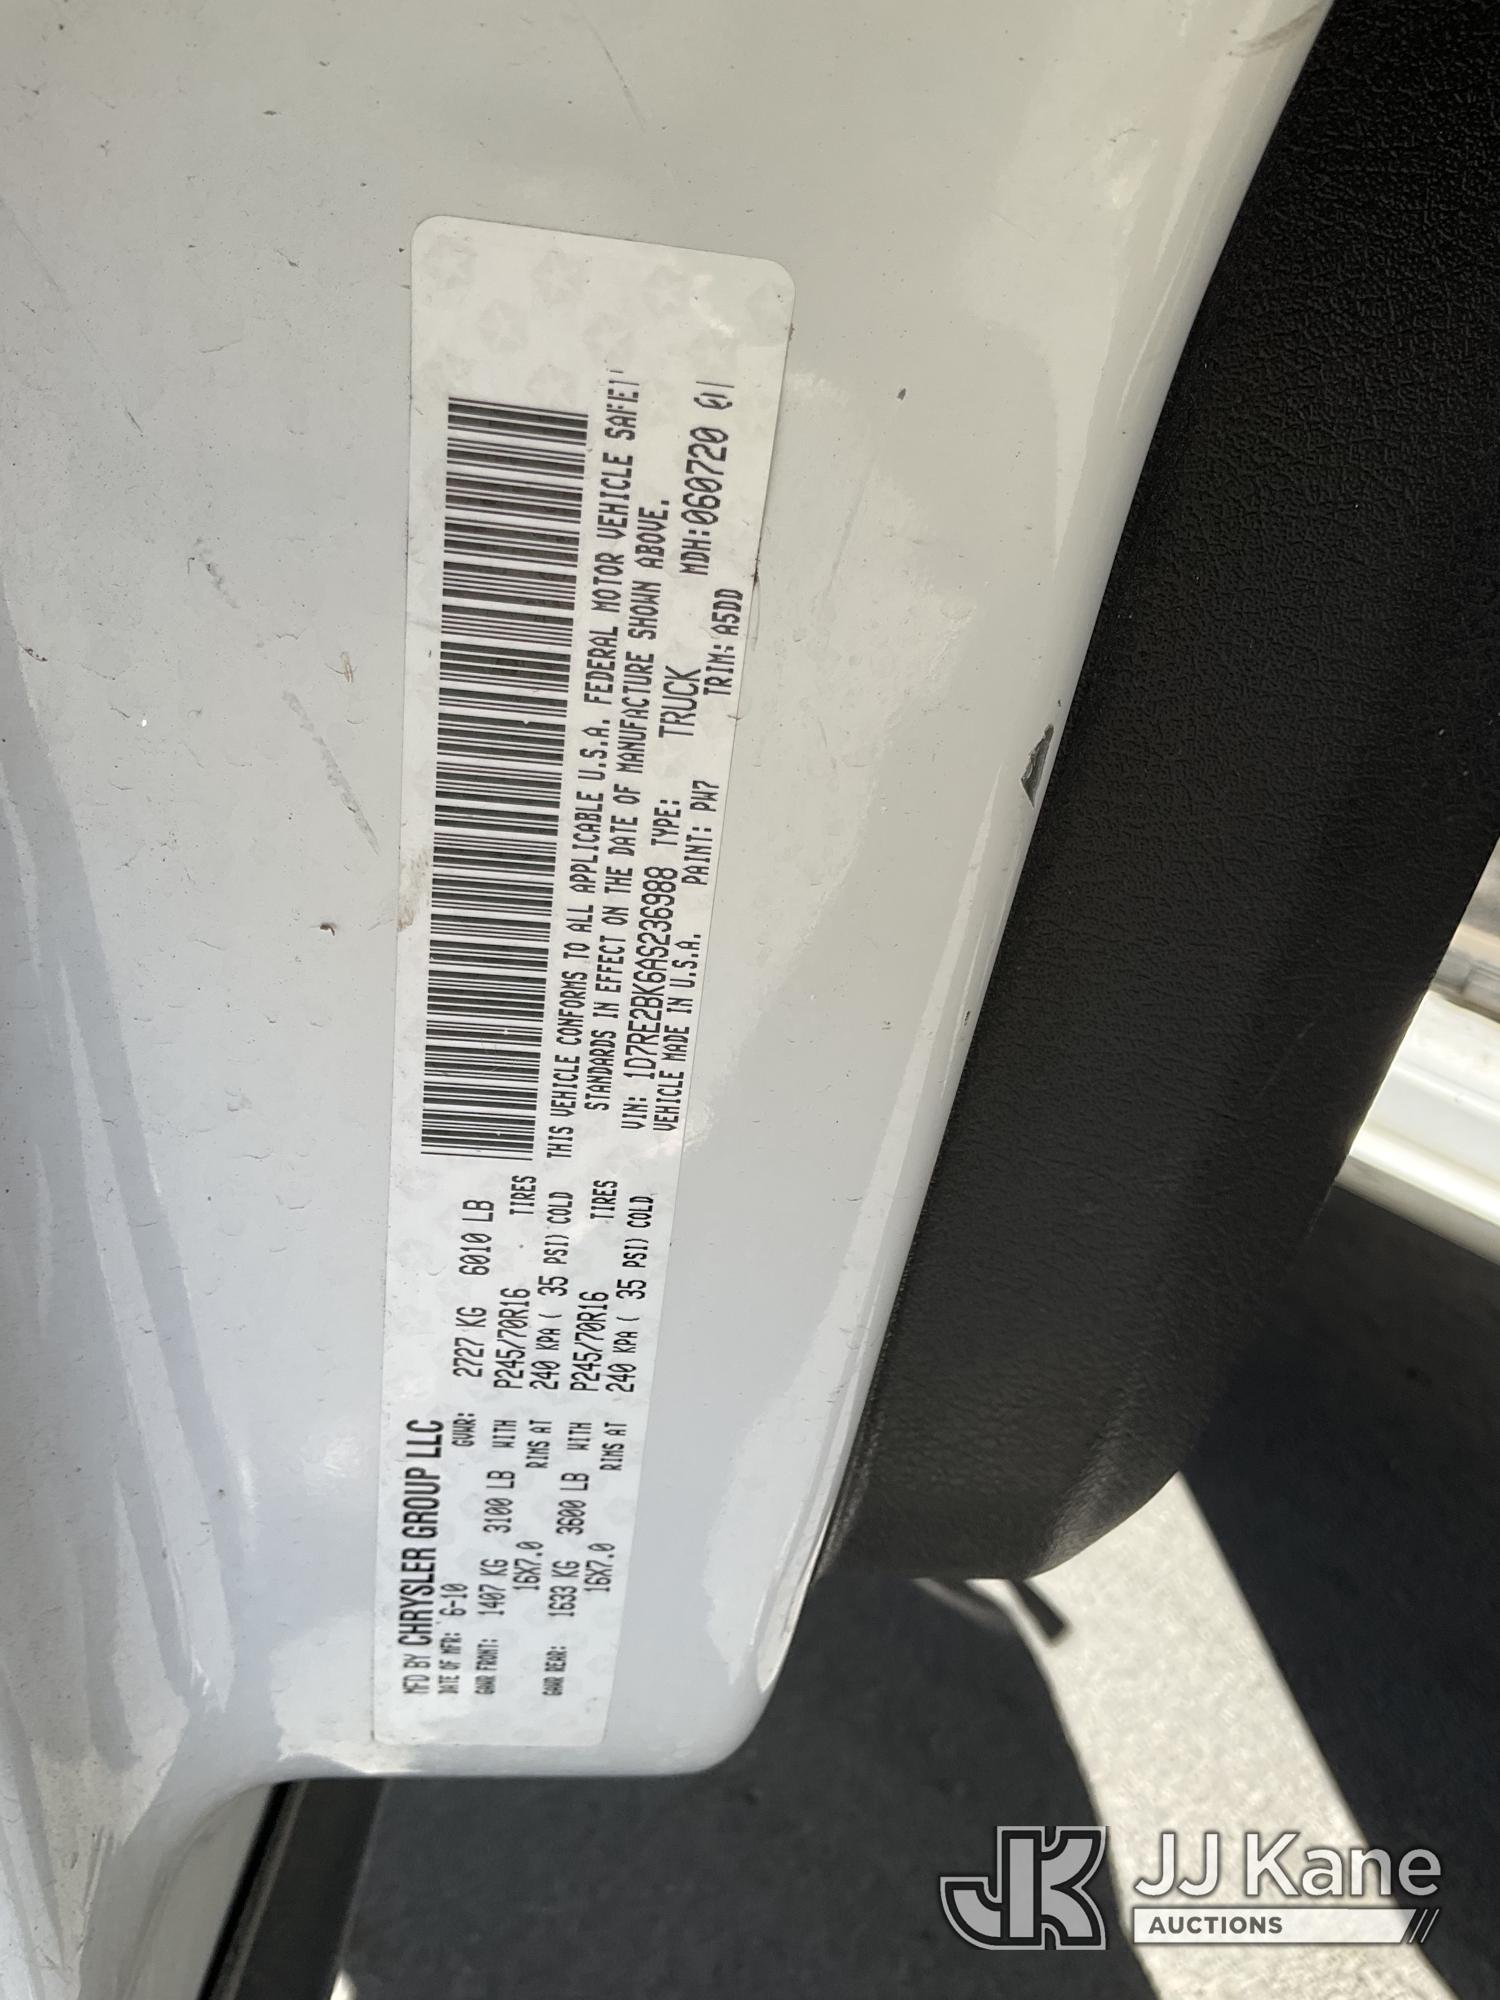 MFD BY CHRYSLER GROUP LLC
DATE OF MFR: 6-10 GVWR: 2727 KG 6010 LB
GAWR FRONT: 1407 KG 3100 LB WITH P245/70R16 TIRES
16X7.0 RIMS AT 240 KPA ( 35 PSI) COLD
GAWR REAR: 1633 KG 3600 LB WITH P245/70R16 TIRES
16X7.0 RIMS AT 240 KPA ( 35 PSI) COLD
THIS VEHICLE CONFORMS TO ALL APPLICABLE U.S.A. FEDERAL MOTOR VEHICLE SAFETY
STANDARDS IN EFFECT ON THE DATE OF MANUFACTURE SHOWN ABOVE.
VIN: 1D7RE2BK6AS236988 TYPE: TRUCK MDH:060720 01
VEHICLE MADE IN U.S.A. PAINT: PW7 TRIM: A5DD
JK JJ Kane
AUCTIONS